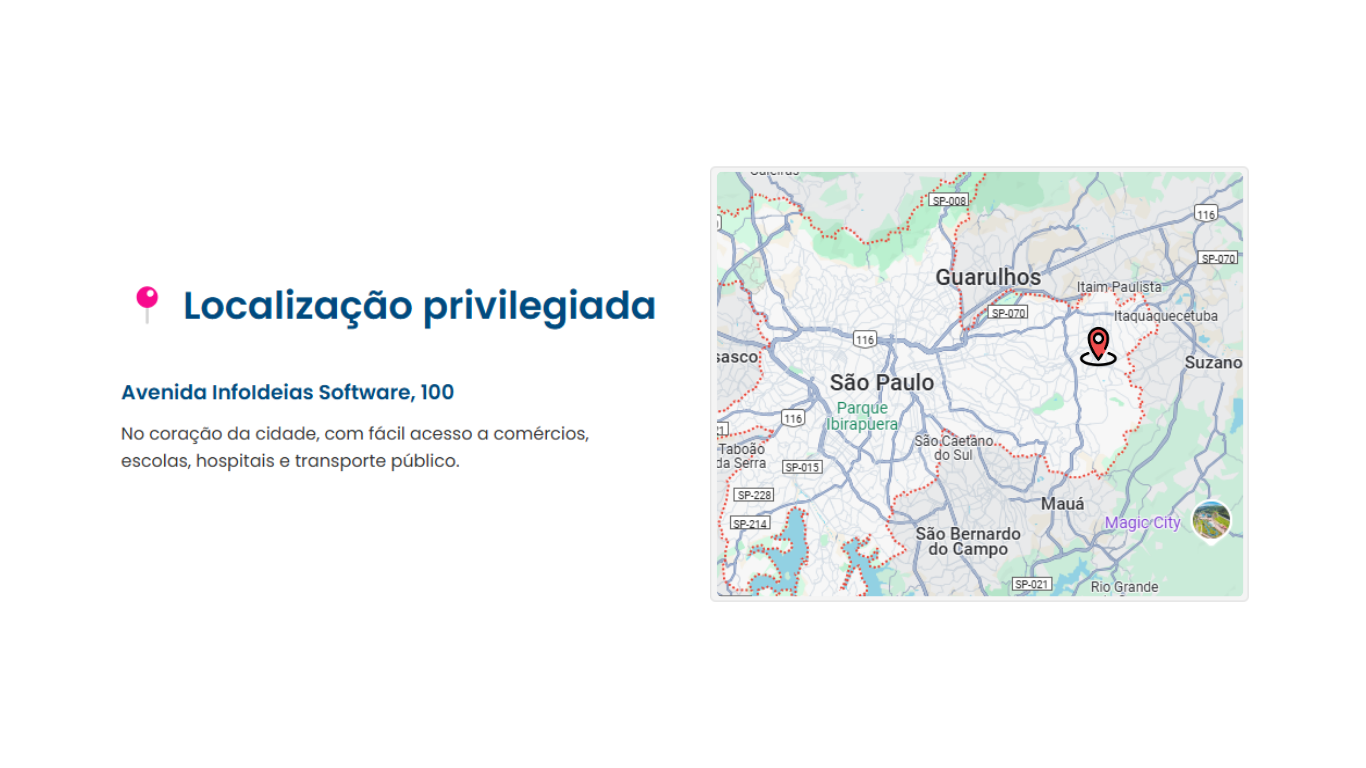 Localização privilegiada
Avenida InfoIdeias Software, 100
No coração da cidade, com fácil acesso a comércios,
escolas, hospitais e transporte público.
SP-008
116
SP-070
Guarulhos
Itaim Paulista
SP-070
Itaquaquecetuba
116
sasco
Suzano
São Paulo
Parque
Ibirapuera
116
São Caetano
do Sul
Taboão
da Serra
SP-015
SP-228
Mauá
SP-214
Magic City
São Bernardo
do Campo
SP-021
Rio Grande